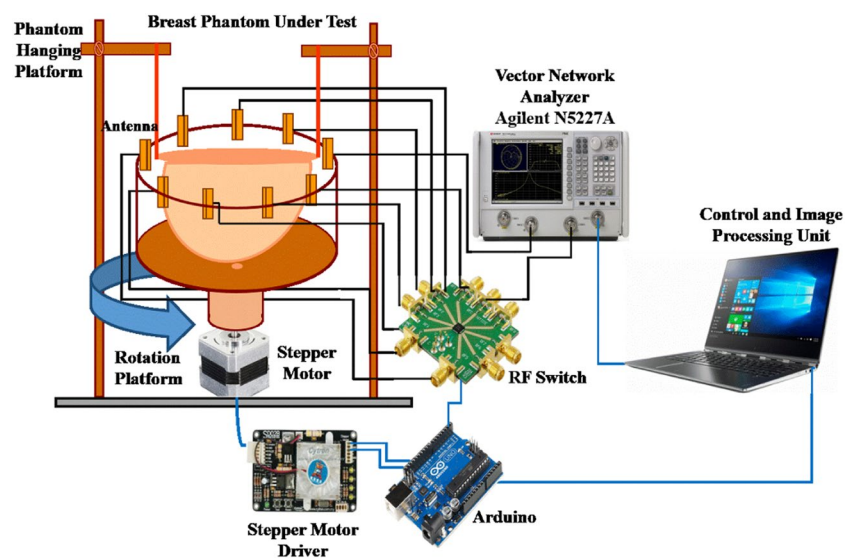 Breast Phantom Under Test
Phantom
Hanging
Platform
Antenna
Vector Network
Analyzer
Agilent N5227A
Control and Image
Processing Unit
Rotation
Platform
Stepper
Motor
RF Switch
Stepper Motor
Driver
Arduino